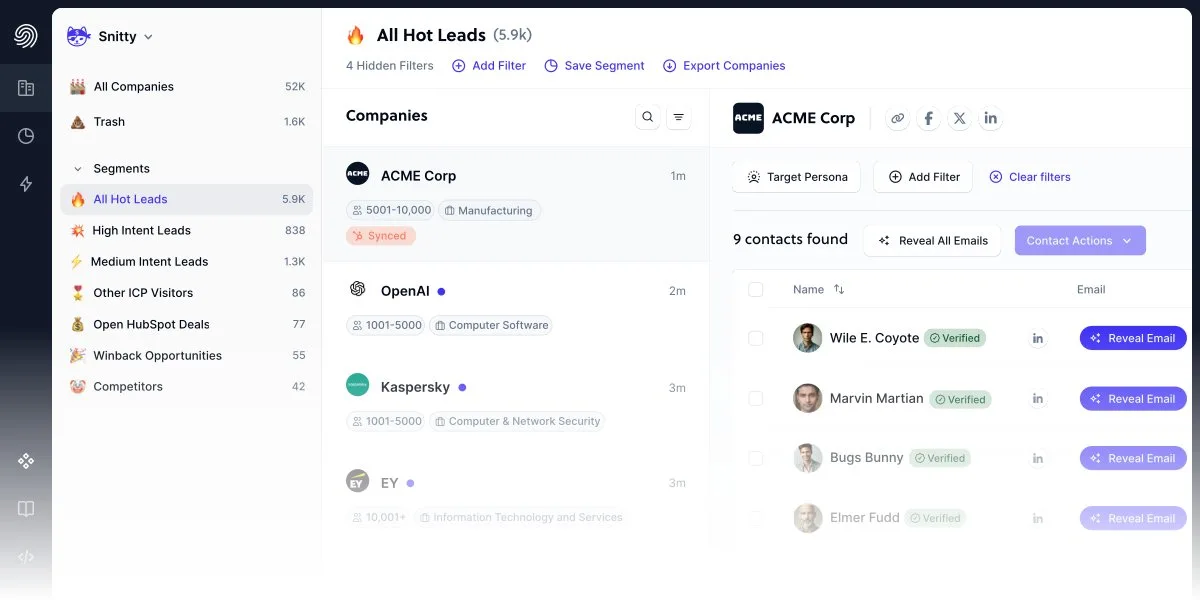 Snitty
All Companies 52K
Trash 1.6K
Segments
All Hot Leads 5.9K
High Intent Leads 838
Medium Intent Leads 1.3K
Other ICP Visitors 86
Open HubSpot Deals 77
Winback Opportunities 55
Competitors 42
All Hot Leads (5.9k)
4 Hidden Filters Add Filter Save Segment Export Companies
Companies
ACME ACME Corp 1m
5001-10,000 Manufacturing
Synced
OpenAI 2m
1001-5000 Computer Software
Kaspersky 3m
1001-5000 Computer & Network Security
EY EY 3m
10,001+ Information Technology and Services
ACME ACME Corp
Target Persona Add Filter Clear filters
9 contacts found Reveal All Emails Contact Actions
Name Email
Wile E. Coyote Verified in Reveal Email
Marvin Martian Verified in Reveal Email
Bugs Bunny Verified in Reveal Email
Elmer Fudd Verified in Reveal Email